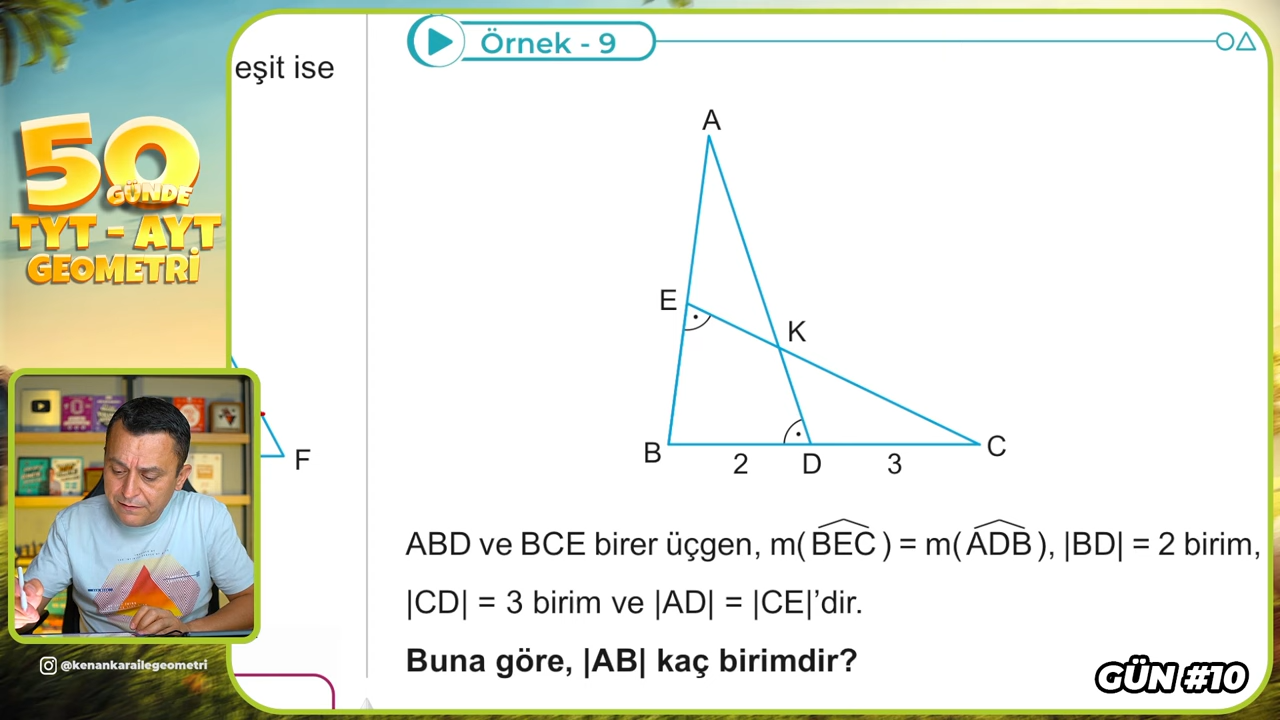 eşit ise
Örnek - 9
50
GÜNDE
TYT - AYT
GEOMETRİ
A
E
K
B
2
D
3
C
F
ABD ve BCE birer üçgen, m(BEC) = m(ADB), |BD| = 2 birim,
|CD| = 3 birim ve |AD| = |CE|'dir.
Buna göre, |AB| kaç birimdir?
@kenankarailegeometri
GÜN #10